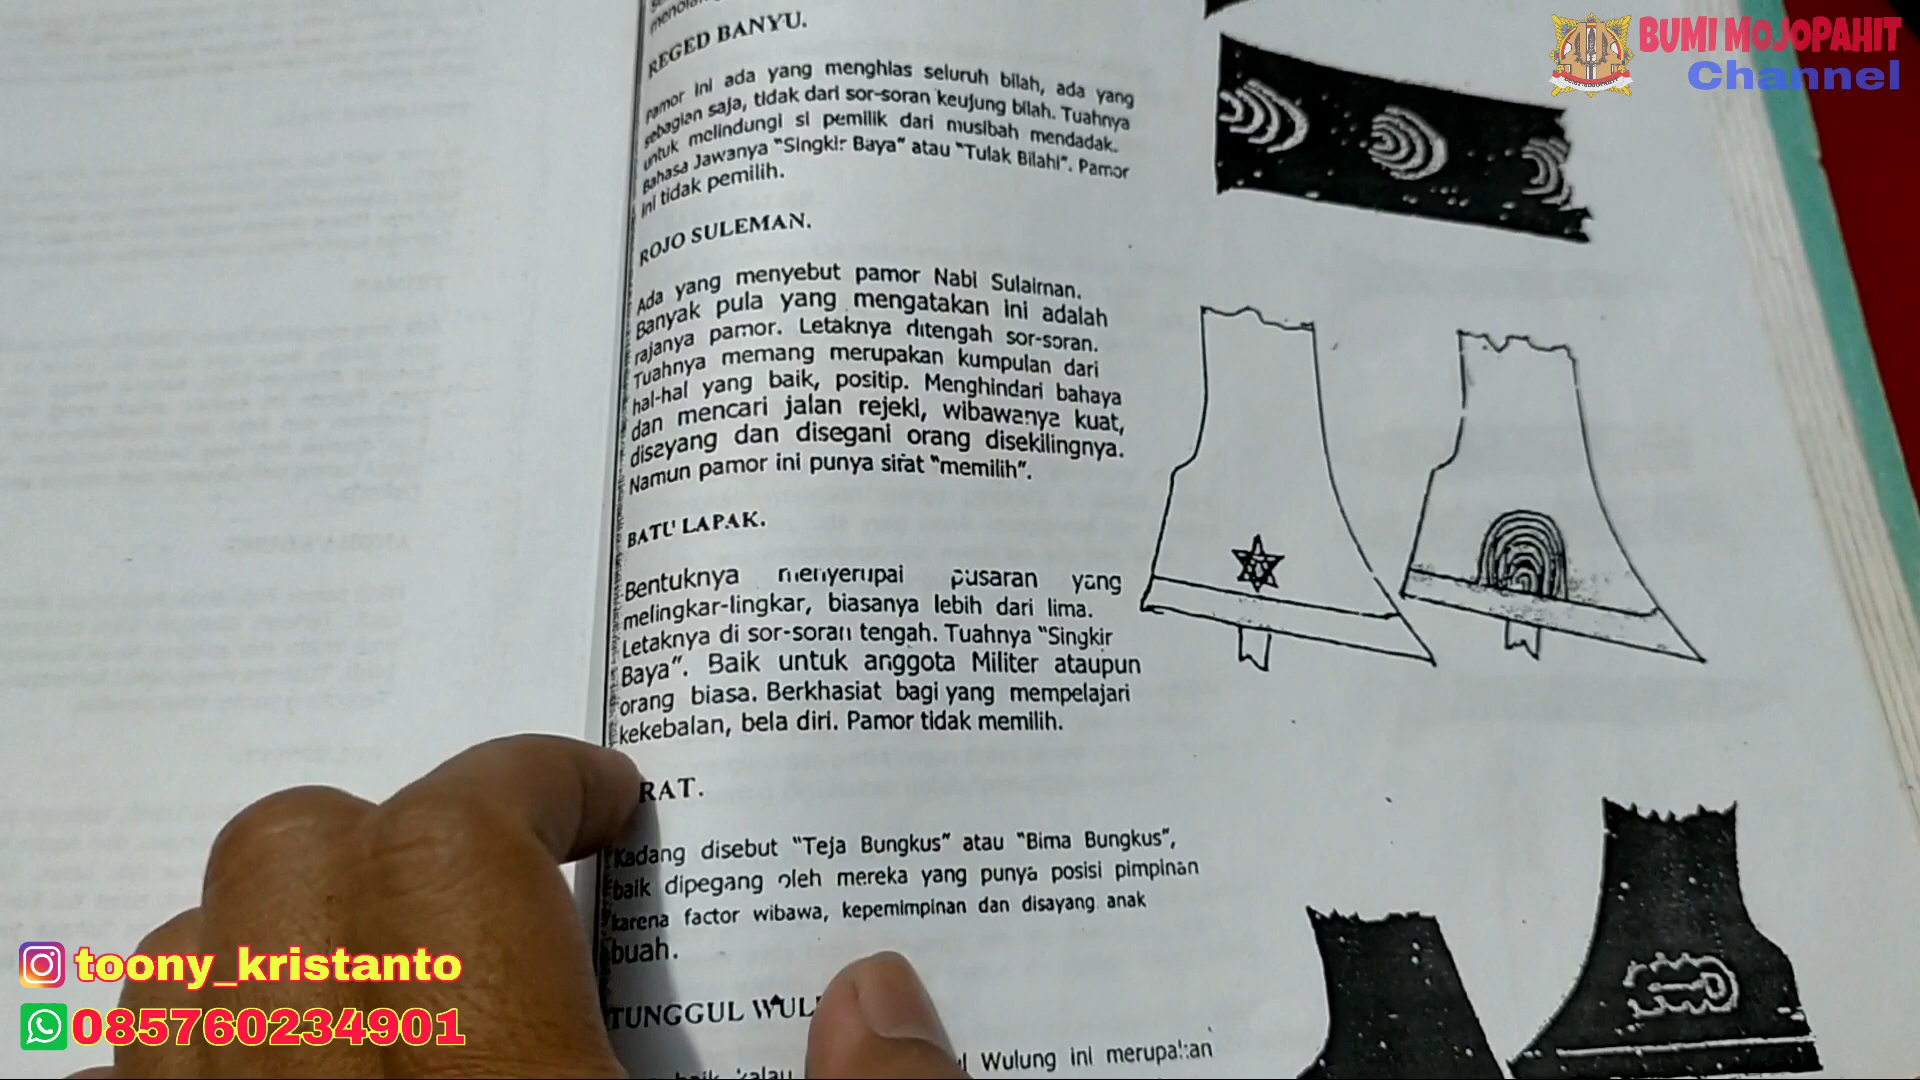 REGED BANYU.
Pamor ini ada yang menghias seluruh bilah, ada yang
sebagian saja, tidak dari sor-soran keujung bilah. Tuahnya
untuk melindungi si pemilik dari musibah mendadak.
Bahasa Jawanya "Singkir Baya" atau "Tulak Bilahi". Pamor
ini tidak pemilih.
ROJO SULEMAN.
Ada yang menyebut pamor Nabi Sulaiman.
Banyak pula yang mengatakan ini adalah
rajanya pamor. Letaknya ditengah sor-soran.
Tuahnya memang merupakan kumpulan dari
hal-hal yang baik, positip. Menghindari bahaya
dan mencari jalan rejeki, wibawanya kuat,
disayang dan disegani orang disekilingnya.
Namun pamor ini punya sifat "memilih".
BATU LAPAK.
Bentuknya menyerupai pusaran yang
melingkar-lingkar, biasanya lebih dari lima.
Letaknya di sor-soran tengah. Tuahnya "Singkir
Baya". Baik untuk anggota Militer ataupun
orang biasa. Berkhasiat bagi yang mempelajari
kekebalan, bela diri. Pamor tidak memilih.
RAT.
Kadang disebut "Teja Bungkus" atau "Bima Bungkus",
baik dipegang oleh mereka yang punya posisi pimpinan
karena factor wibawa, kepemimpinan dan disayang anak
buah.
TUNGGUL WUL
baik kalau Wulung ini merupakan
BUMI MOJOPAHIT
Channel
toony_kristanto
085760234901